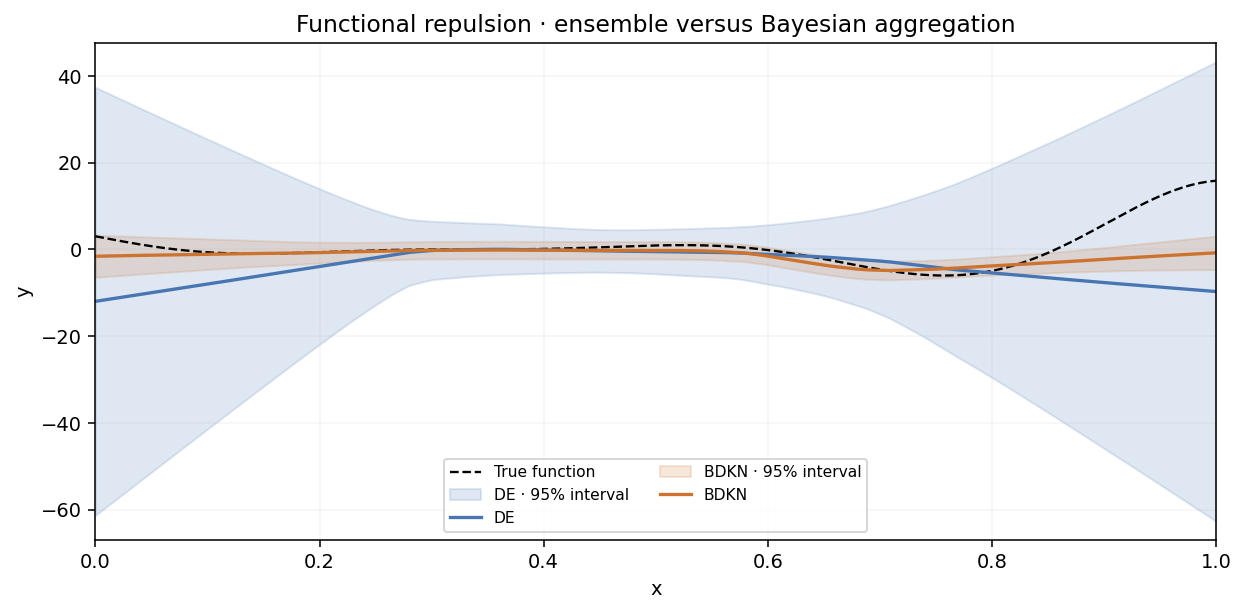 Functional repulsion · ensemble versus Bayesian aggregation
y
40
20
0
−20
−40
−60
0.0
0.2
0.4
0.6
0.8
1.0
x
True function
DE · 95% interval
DE
BDKN · 95% interval
BDKN